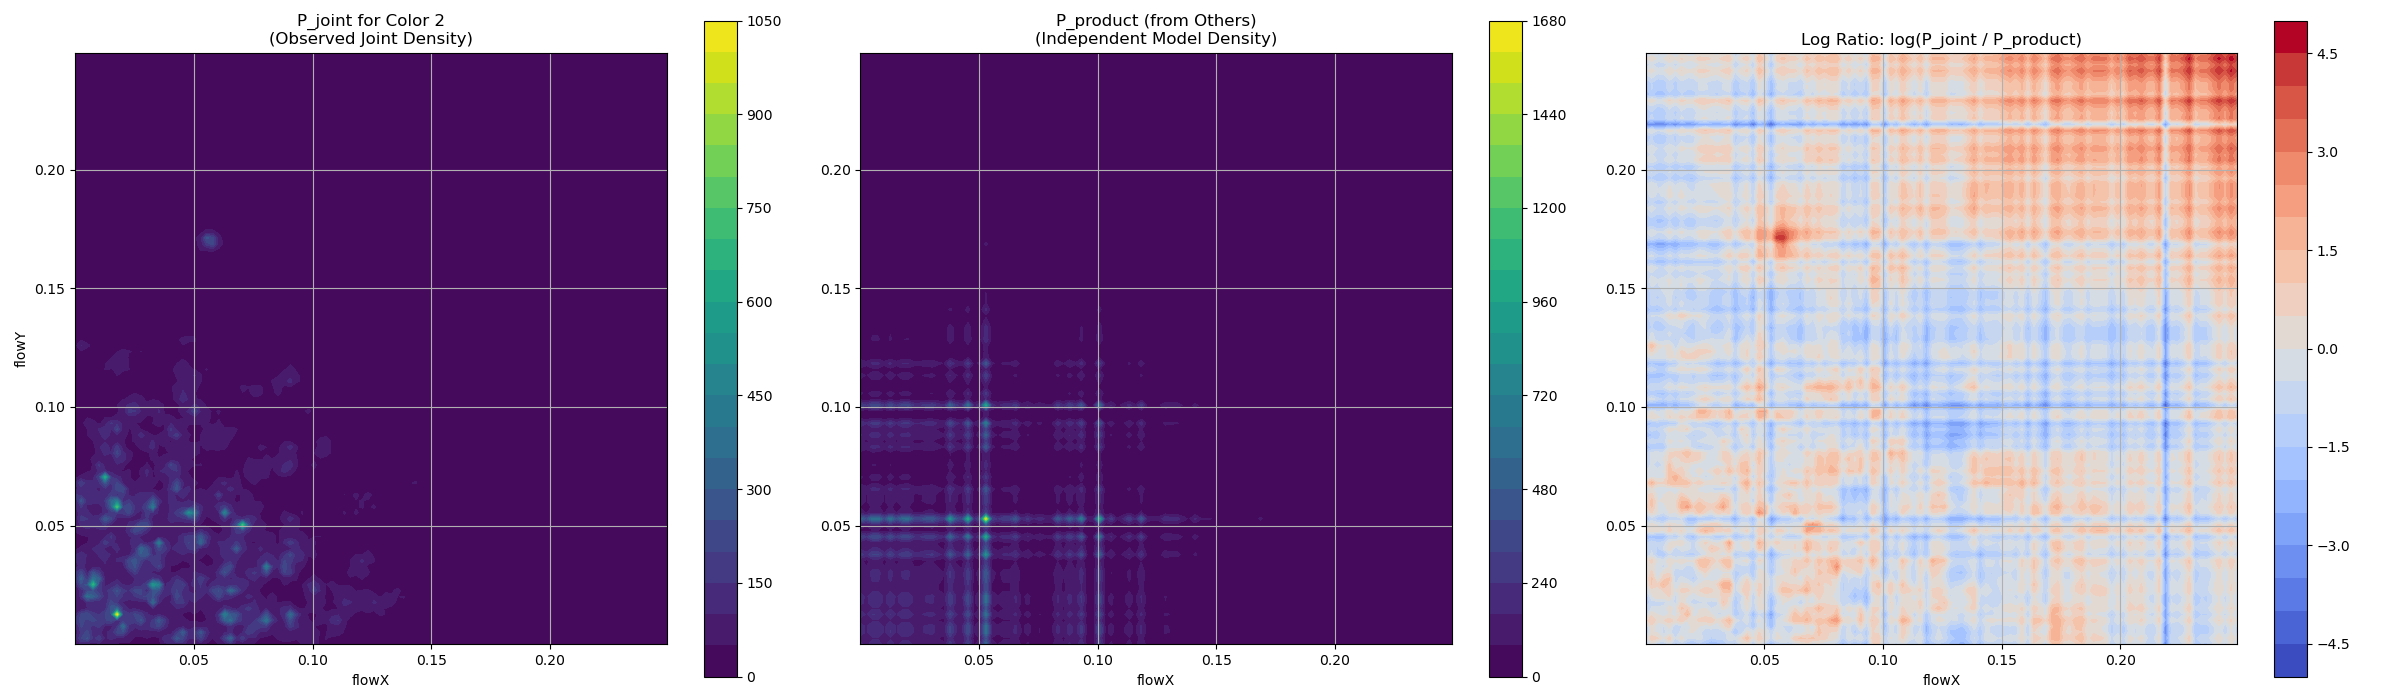 P_joint for Color 2
(Observed Joint Density)
flowY
0.20
0.15
0.10
0.05
0.05 0.10 0.15 0.20
flowX
1050
900
750
600
450
300
150
0
P_product (from Others)
(Independent Model Density)
0.20
0.15
0.10
0.05
0.05 0.10 0.15 0.20
flowX
1680
1440
1200
960
720
480
240
0
Log Ratio: log(P_joint / P_product)
0.20
0.15
0.10
0.05
0.05 0.10 0.15 0.20
flowX
4.5
3.0
1.5
0.0
−1.5
−3.0
−4.5